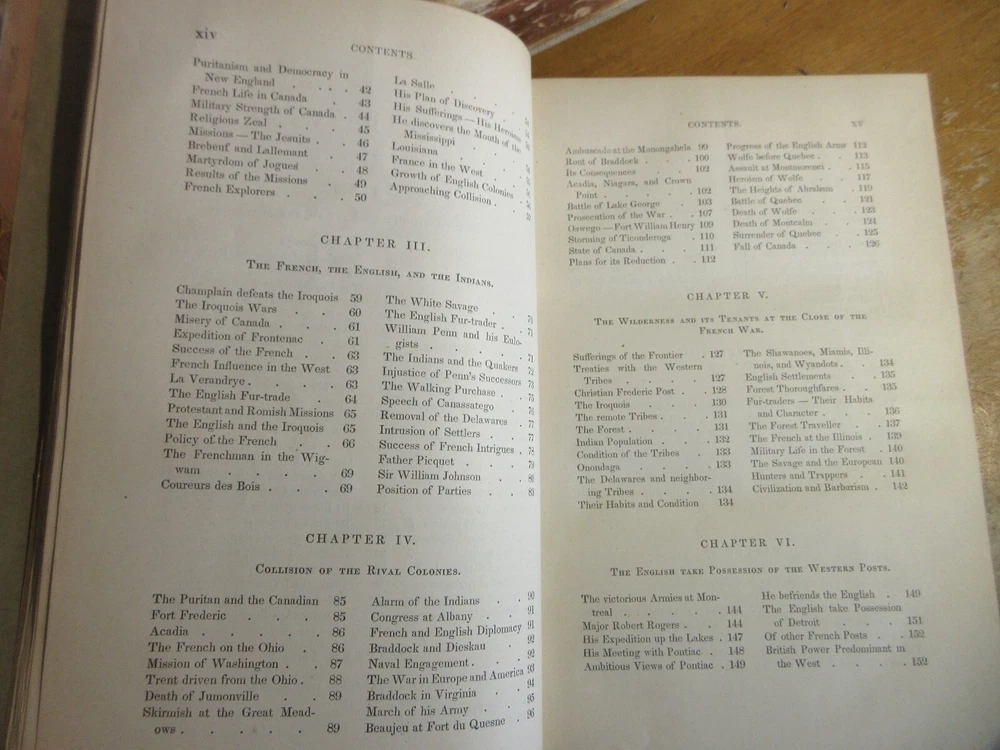 xiv
CONTENTS.
Puritanism and Democracy in
New England . . . . 42
French Life in Canada . 43
Military Strength of Canada . 44
Religious Zeal . . . . 45
Missions — The Jesuits . . 46
Brebeuf and Lallemant . 47
Martyrdom of Jogues . . 48
Results of the Missions . 49
French Explorers . . . 50
La Salle . . .
His Plan of Discovery . .
His Sufferings — His Heroism
He discovers the Mouth of the
Mississippi . . .
Louisiana . . .
France in the West . .
Growth of English Colonies .
Approaching Collision . . .
CHAPTER III.
THE FRENCH, THE ENGLISH, AND THE INDIANS.
Champlain defeats the Iroquois 59
The Iroquois Wars . . 60
Misery of Canada . . . 61
Expedition of Frontenac . 61
Success of the French . . 63
French Influence in the West 63
La Verandrye . . . . 63
The English Fur-trade . 64
Protestant and Romish Missions 65
The English and the Iroquois 65
Policy of the French . . 66
The Frenchman in the Wig-
wam . . . . . 69
Coureurs des Bois . . . . 69
The White Savage . . 70
The English Fur-trader . . 71
William Penn and his Eulo-
gists . . . . . . 71
The Indians and the Quakers 72
Injustice of Penn's Successors 73
The Walking Purchase . . 75
Speech of Canassatego . . 76
Removal of the Delawares . 77
Intrusion of Settlers . . 77
Success of French Intrigues . 78
Father Picquet . . . . 79
Sir William Johnson . . 80
Position of Parties . . . 81
CHAPTER IV.
COLLISION OF THE RIVAL COLONIES.
The Puritan and the Canadian 85
Fort Frederic . . . . 85
Acadia . . . . . . 86
The French on the Ohio . 86
Mission of Washington . . 87
Trent driven from the Ohio . 88
Death of Jumonville . . 89
Skirmish at the Great Mead-
ows . . . . . . 89
Alarm of the Indians . . 90
Congress at Albany . . . 91
French and English Diplomacy 91
Braddock and Dieskau . . 92
Naval Engagement . . . 92
The War in Europe and America 93
Braddock in Virginia . . 94
March of his Army . . . 95
Beaujeu at Fort du Quesne . 96
CONTENTS. xv
Ambuscade at the Monongahela 99
Rout of Braddock . . . . 100
Its Consequences . . . 102
Acadia, Niagara, and Crown
Point . . . . . . 102
Battle of Lake George . . 103
Prosecution of the War . . 107
Oswego — Fort William Henry 109
Storming of Ticonderoga . 110
State of Canada . . . . 111
Plans for its Reduction . . 112
Progress of the English Arms 112
Wolfe before Quebec . . . 113
Assault at Montmorenci . . 115
Heroism of Wolfe . . . 117
The Heights of Abraham . 119
Battle of Quebec . . . 121
Death of Wolfe . . . . 123
Death of Montcalm . . . 124
Surrender of Quebec . . 125
Fall of Canada . . . . 126
CHAPTER V.
THE WILDERNESS AND ITS TENANTS AT THE CLOSE OF THE
FRENCH WAR.
Sufferings of the Frontier . 127
Treaties with the Western
Tribes . . . . . 127
Christian Frederic Post . . 128
The Iroquois . . . . 130
The remote Tribes . . . 131
The Forest . . . . . 131
Indian Population . . . 132
Condition of the Tribes . 133
Onondaga . . . . . 133
The Delawares and neighbor-
ing Tribes . . . . . 134
Their Habits and Condition 134
The Shawanoes, Miamis, Illi-
nois, and Wyandots . . . 134
English Settlements . . . 135
Forest Thoroughfares . . . 135
Fur-traders — Their Habits
and Character . . . . 136
The Forest Traveller . . 137
The French at the Illinois . 139
Military Life in the Forest . 140
The Savage and the European 140
Hunters and Trappers . . 141
Civilization and Barbarism . 142
CHAPTER VI.
THE ENGLISH TAKE POSSESSION OF THE WESTERN POSTS.
The victorious Armies at Mon-
treal . . . . . . 144
Major Robert Rogers . . . 144
His Expedition up the Lakes . 147
His Meeting with Pontiac . 148
Ambitious Views of Pontiac . 149
He befriends the English . 149
The English take Possession
of Detroit . . . . 151
Of other French Posts . . 152
British Power Predominant in
the West . . . . . 152